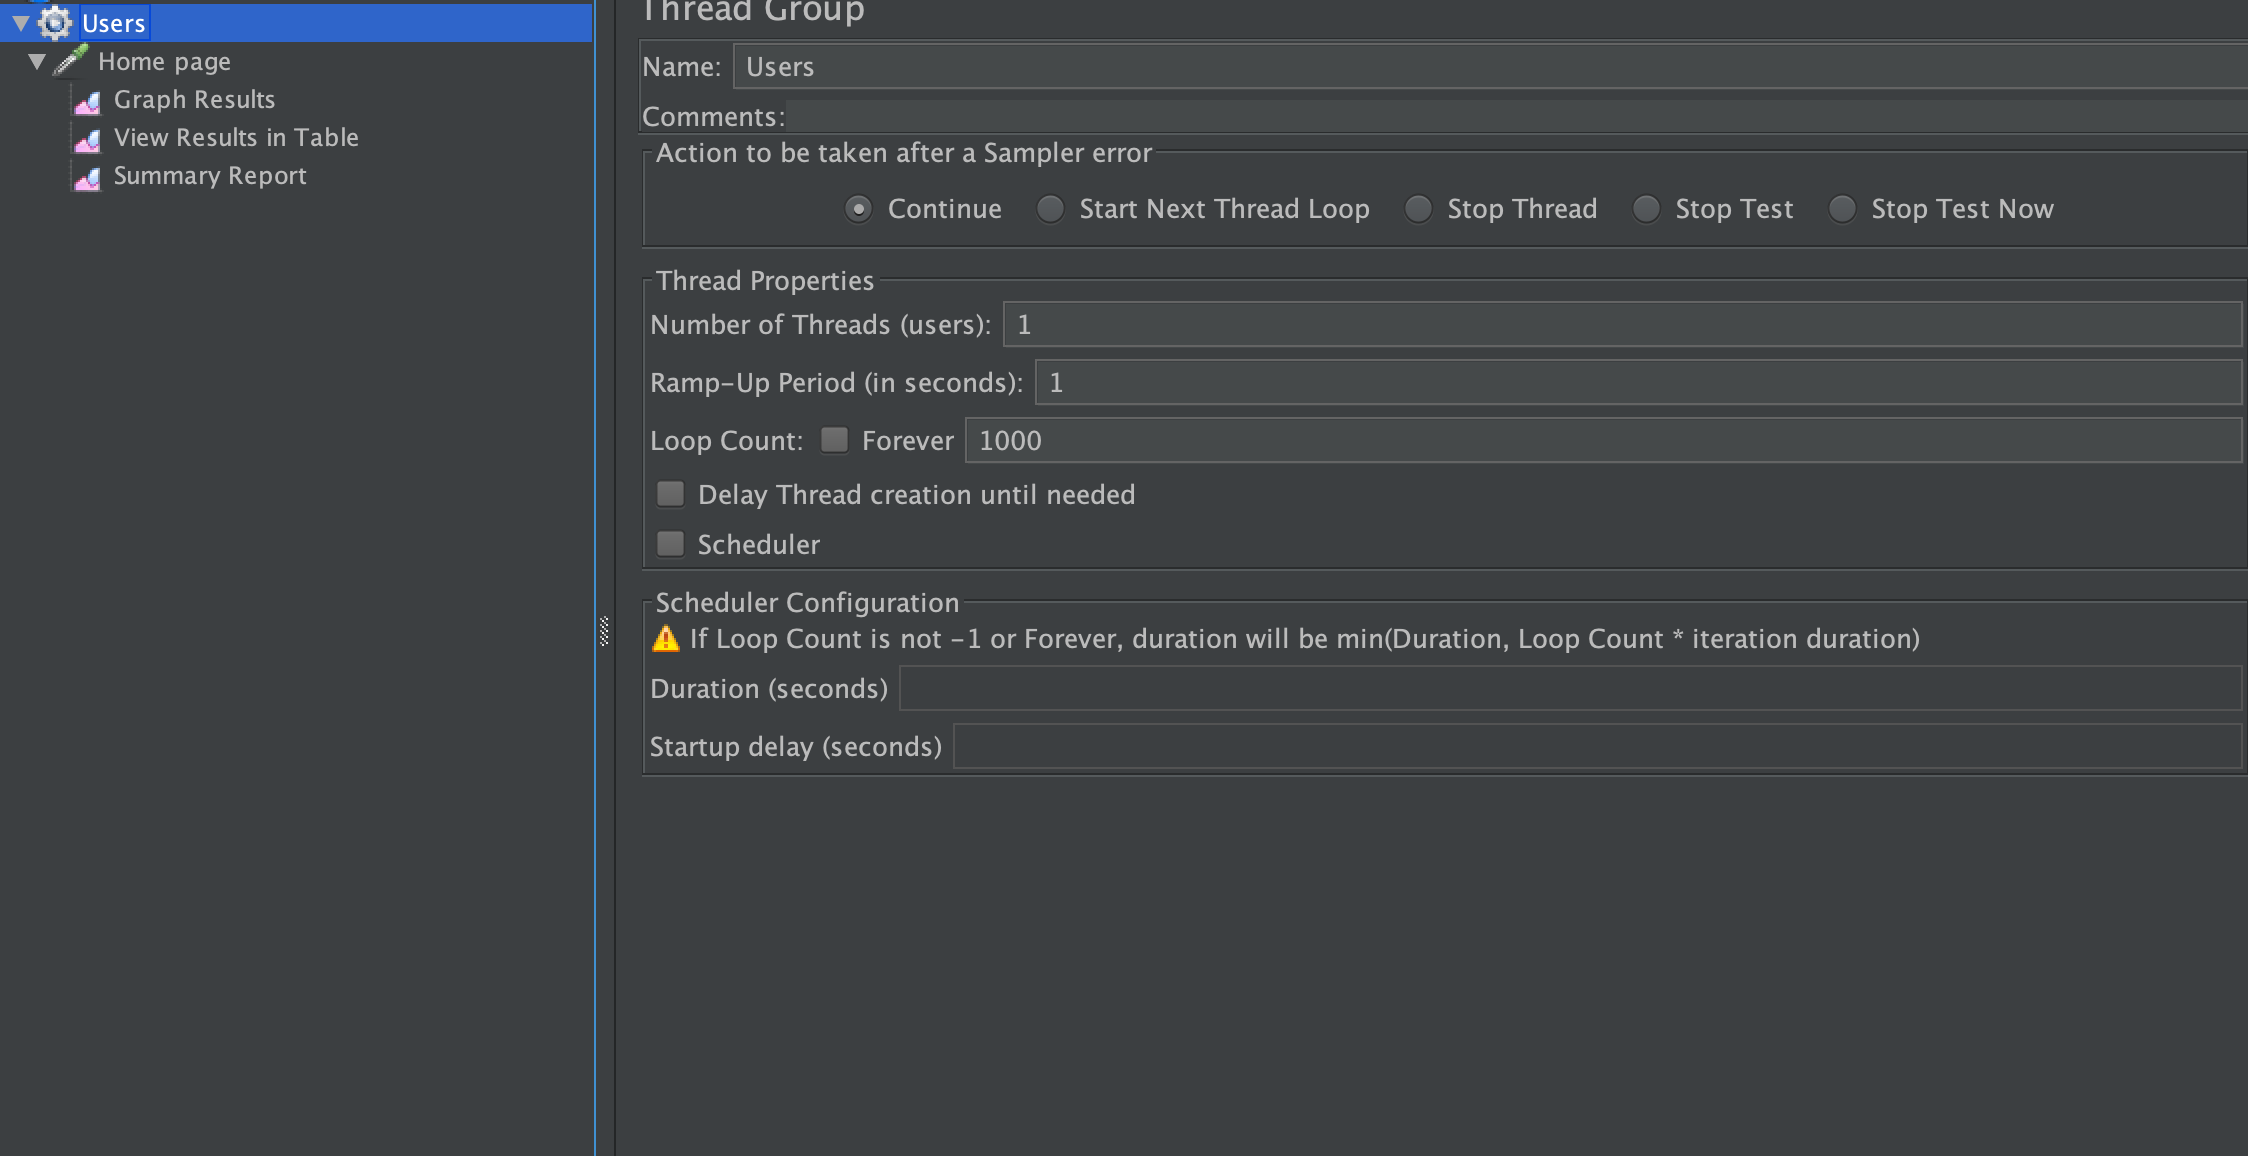 Users
Home page
Graph Results
View Results in Table
Summary Report
Thread Group
Name: Users
Comments:
Action to be taken after a Sampler error
Continue Start Next Thread Loop Stop Thread Stop Test Stop Test Now
Thread Properties
Number of Threads (users): 1
Ramp-Up Period (in seconds): 1
Loop Count: Forever 1000
Delay Thread creation until needed
Scheduler
Scheduler Configuration
If Loop Count is not -1 or Forever, duration will be min(Duration, Loop Count * iteration duration)
Duration (seconds)
Startup delay (seconds)